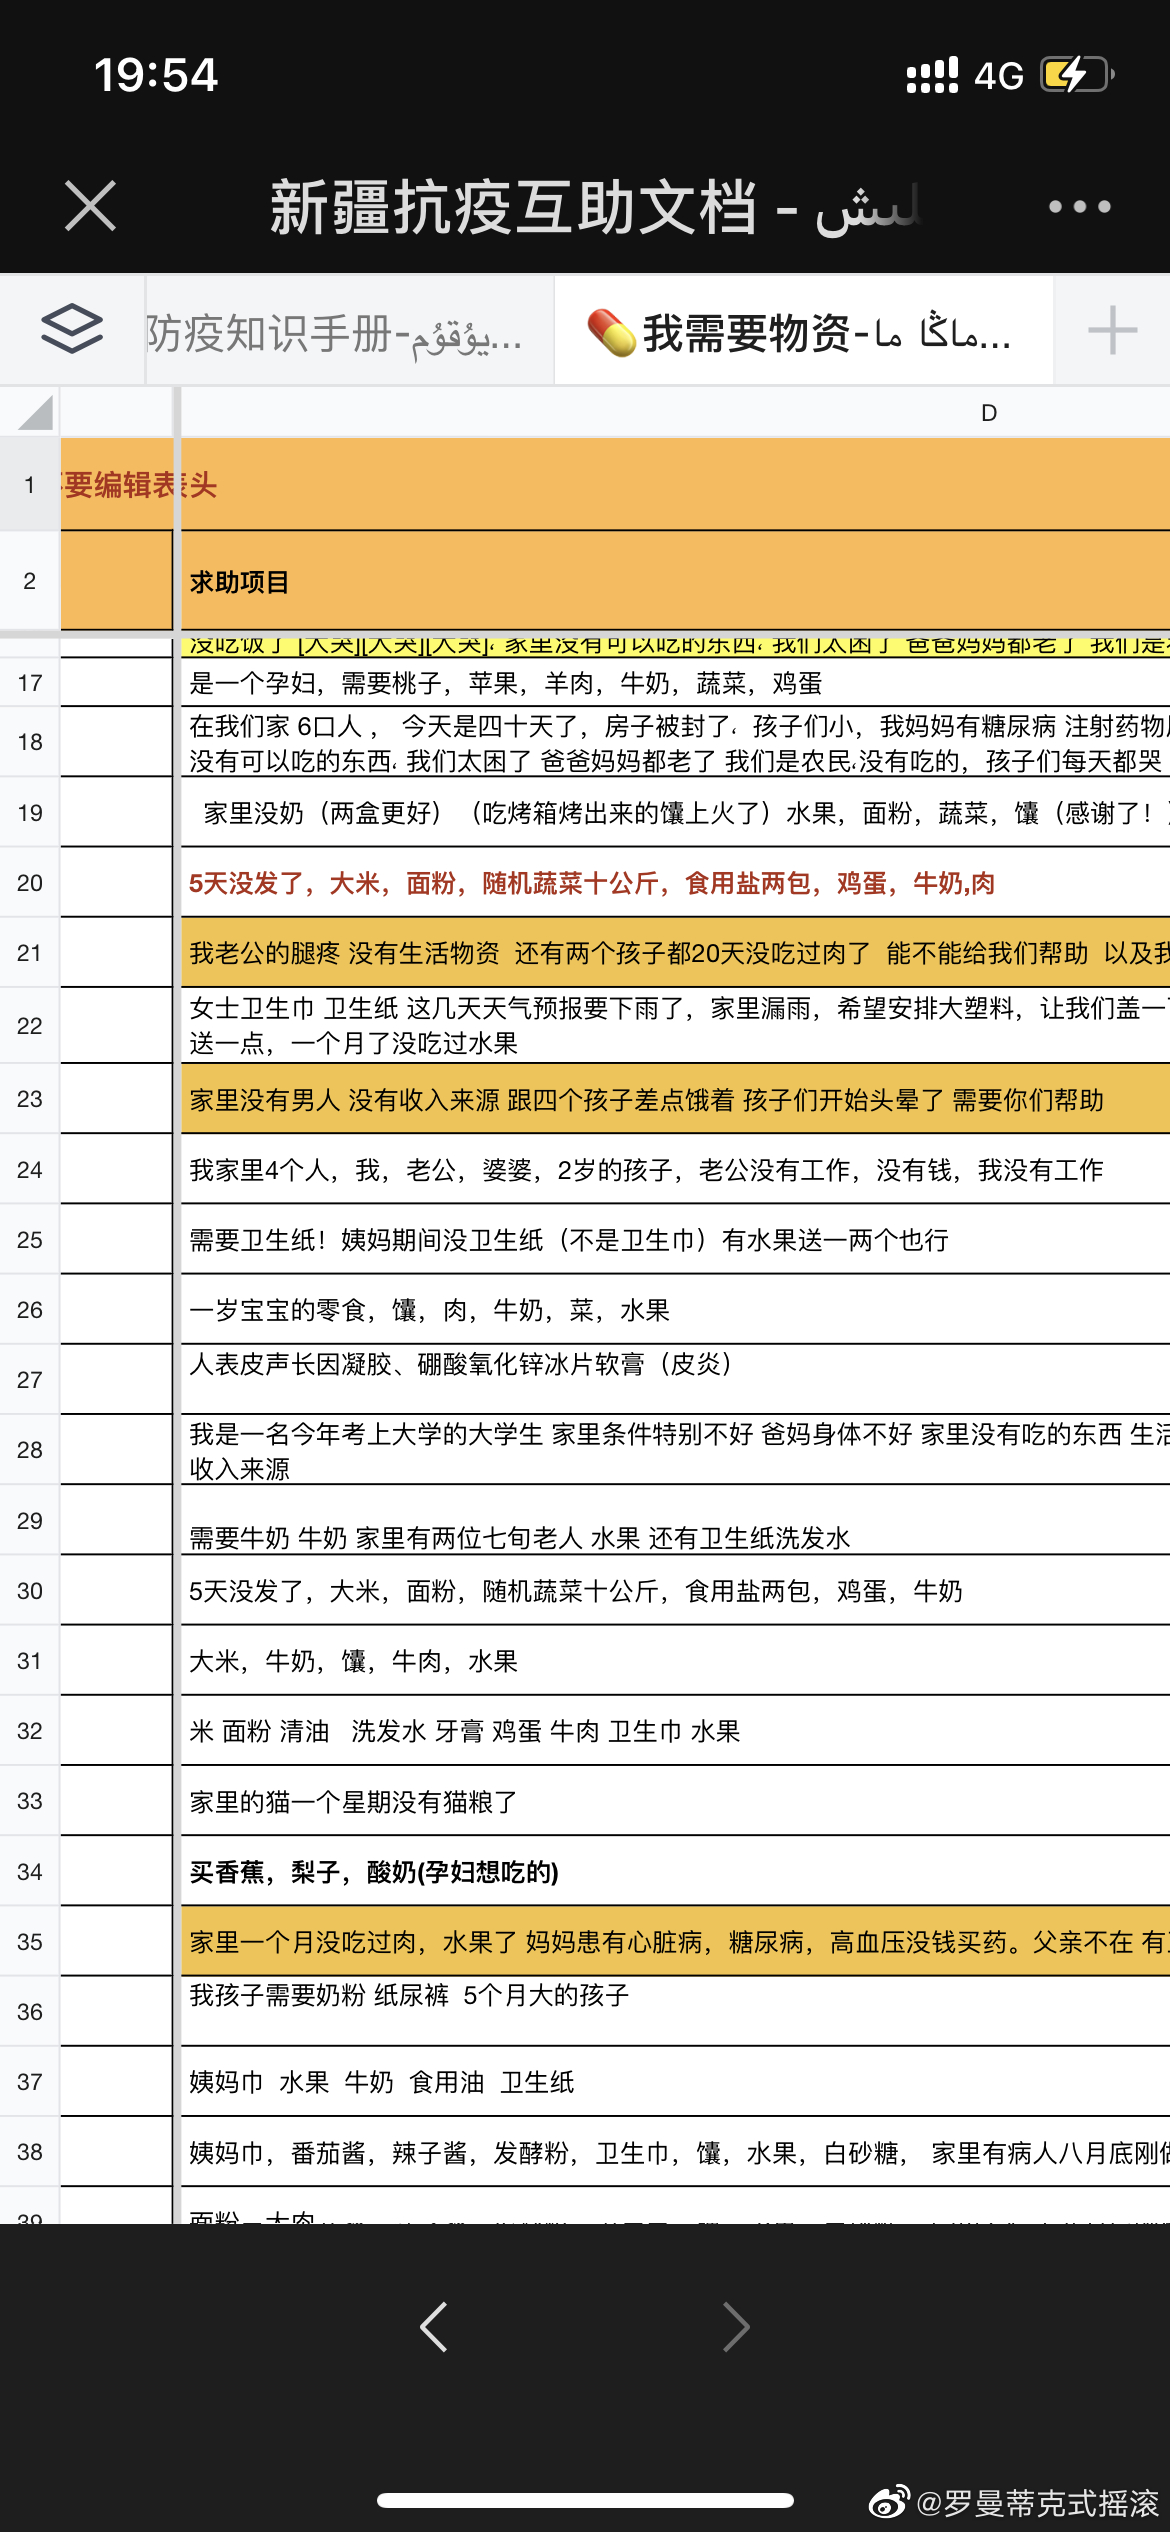 19:54
4G
新疆抗疫互助文档 -
防疫知识手册-يۇقۇم...
我需要物资-ماڭا ما...
D
1
要编辑表头
2
求助项目
没吃饭了 [大哭][大哭][大哭]، 家里没有可以吃的东西، 我们太困了 爸爸妈妈都老了 我们是
17
是一个孕妇，需要桃子，苹果，羊肉，牛奶，蔬菜，鸡蛋
18
在我们家 6口人 ， 今天是四十天了，房子被封了، 孩子们小，我妈妈有糖尿病 注射药物
没有可以吃的东西، 我们太困了 爸爸妈妈都老了 我们是农民،没有吃的，孩子们每天都哭
19
家里没奶（两盒更好）（吃烤箱烤出来的馕上火了）水果，面粉，蔬菜，馕（感谢了！）
20
5天没发了，大米，面粉，随机蔬菜十公斤，食用盐两包，鸡蛋，牛奶,肉
21
我老公的腿疼 没有生活物资 还有两个孩子都20天没吃过肉了 能不能给我们帮助 以及我
22
女士卫生巾 卫生纸 这几天天气预报要下雨了，家里漏雨，希望安排大塑料，让我们盖一
送一点，一个月了没吃过水果
23
家里没有男人 没有收入来源 跟四个孩子差点饿着 孩子们开始头晕了 需要你们帮助
24
我家里4个人，我，老公，婆婆，2岁的孩子，老公没有工作，没有钱，我没有工作
25
需要卫生纸！姨妈期间没卫生纸（不是卫生巾）有水果送一两个也行
26
一岁宝宝的零食，馕，肉，牛奶，菜，水果
27
人表皮声长因凝胶、硼酸氧化锌冰片软膏（皮炎）
28
我是一名今年考上大学的大学生 家里条件特别不好 爸妈身体不好 家里没有吃的东西 生活
收入来源
29
需要牛奶 牛奶 家里有两位七旬老人 水果 还有卫生纸洗发水
30
5天没发了，大米，面粉，随机蔬菜十公斤，食用盐两包，鸡蛋，牛奶
31
大米，牛奶，馕，牛肉，水果
32
米 面粉 清油 洗发水 牙膏 鸡蛋 牛肉 卫生巾 水果
33
家里的猫一个星期没有猫粮了
34
买香蕉，梨子，酸奶(孕妇想吃的)
35
家里一个月没吃过肉，水果了 妈妈患有心脏病，糖尿病，高血压没钱买药。父亲不在 有
36
我孩子需要奶粉 纸尿裤 5个月大的孩子
37
姨妈巾 水果 牛奶 食用油 卫生纸
38
姨妈巾，番茄酱，辣子酱，发酵粉，卫生巾，馕，水果，白砂糖， 家里有病人八月底刚做
39
@罗曼蒂克式摇滚